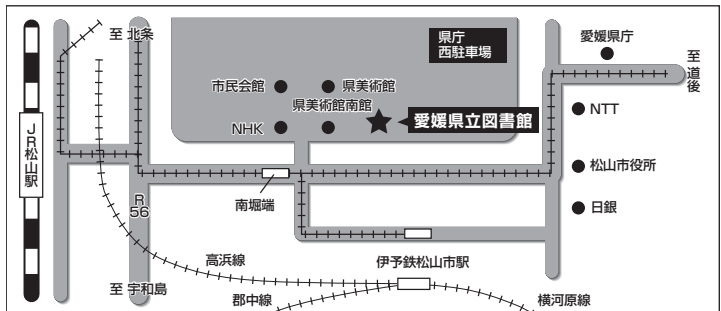 至 北条
県庁
西駐車場
愛媛県庁
至道後
市民会館
県美術館
県美術館南館
NHK
愛媛県立図書館
NTT
JR松山駅
松山市役所
R
56
南堀端
日銀
高浜線
伊予鉄松山市駅
至 宇和島
郡中線
横河原線